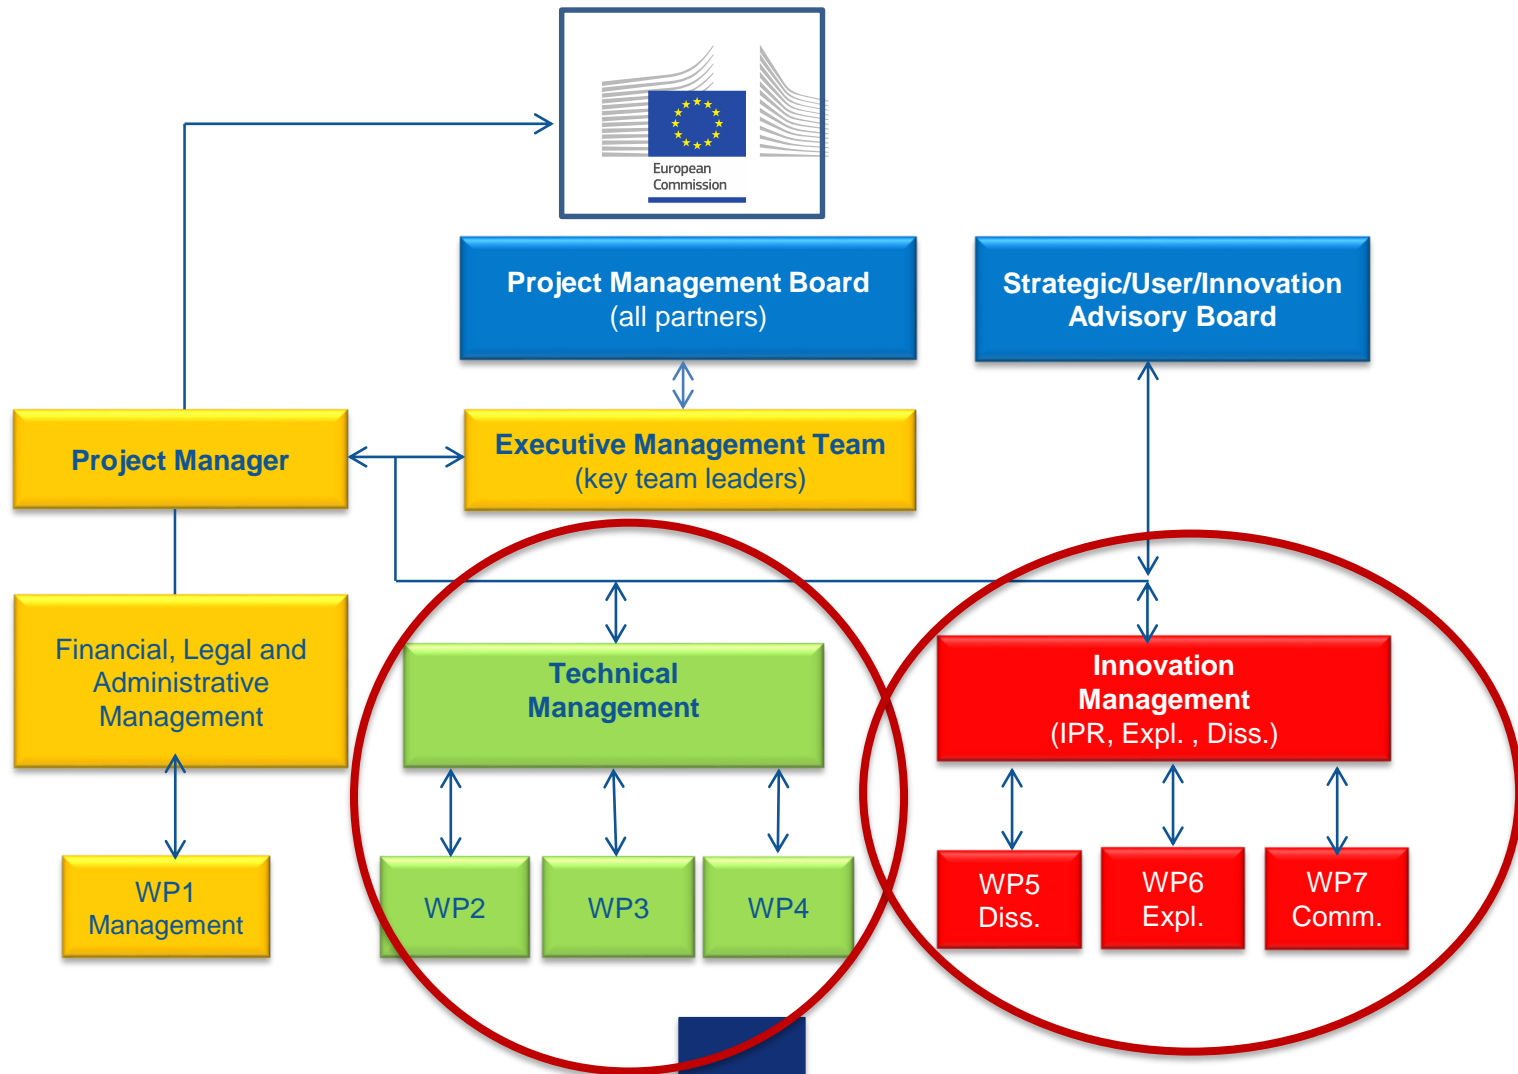 European
Commission
Project Management Board
(all partners)
Strategic/User/Innovation
Advisory Board
Project Manager
Executive Management Team
(key team leaders)
Financial, Legal and
Administrative
Management
Technical
Management
Innovation
Management
(IPR, Expl. , Diss.)
WP1
Management
WP2
WP3
WP4
WP5
Diss.
WP6
Expl.
WP7
Comm.